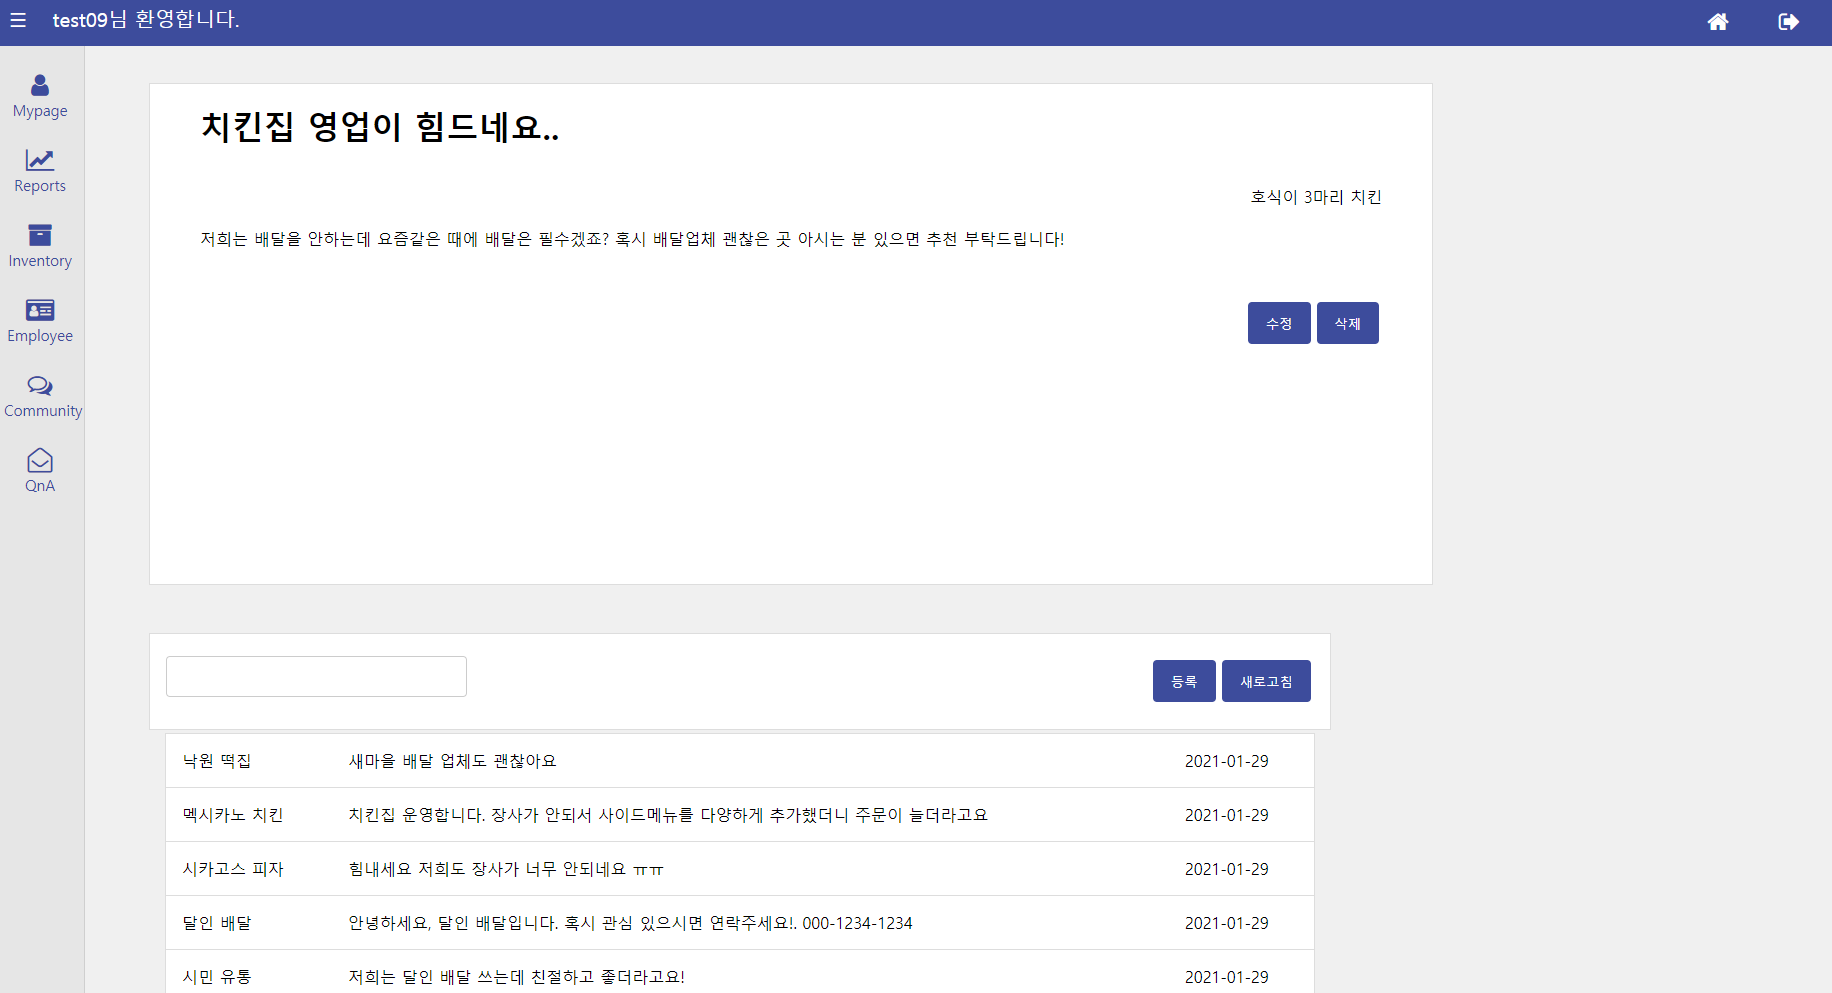 test09님 환영합니다.
Mypage
Reports
Inventory
Employee
Community
QnA
치킨집 영업이 힘드네요..
호식이 3마리 치킨
저희는 배달을 안하는데 요즘같은 때에 배달은 필수겠죠? 혹시 배달업체 괜찮은 곳 아시는 분 있으면 추천 부탁드립니다!
수정 삭제
등록 새로고침
낙원 떡집 새마을 배달 업체도 괜찮아요 2021-01-29
멕시카노 치킨 치킨집 운영합니다. 장사가 안되서 사이드메뉴를 다양하게 추가했더니 주문이 늘더라고요 2021-01-29
시카고스 피자 힘내세요 저희도 장사가 너무 안되네요 ㅠㅠ 2021-01-29
달인 배달 안녕하세요, 달인 배달입니다. 혹시 관심 있으시면 연락주세요!. 000-1234-1234 2021-01-29
시민 유통 저희는 달인 배달 쓰는데 친절하고 좋더라고요! 2021-01-29